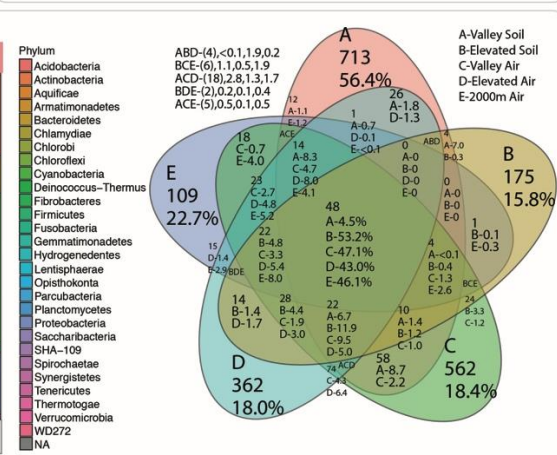 Phylum
Acidobacteria
Actinobacteria
Aquificae
Armatimonadetes
Bacteroidetes
Chlamydiae
Chlorobi
Chloroflexi
Cyanobacteria
Deinococcus-Thermus
Fibrobacteres
Firmicutes
Fusobacteria
Gemmatimonadetes
Hydrogenedentes
Lentisphaerae
Opisthokonta
Parcubacteria
Planctomycetes
Proteobacteria
Saccharibacteria
SHA-109
Spirochaetae
Synergistetes
Tenericutes
Thermotogae
Verrucomicrobia
WD272
NA
ABD-(4),<0.1,1.9,0.2
BCE-(6),1.1,0.5,1.9
ACD-(18),2.8,1.3,1.7
BDE-(2),0.2,0.1,0.4
ACE-(5),0.5,0.1,0.5
A-Valley Soil
B-Elevated Soil
C-Valley Air
D-Elevated Air
E-2000m Air
A
713
56.4%
26
A-1.8
D-1.3
12
A-1.1
E-1.2
ACE
1
A-0.7
D-0.1
E-<0.1
4
A-7.0
B-0.3
ABD
B
175
15.8%
18
C-0.7
E-4.0
14
A-8.3
C-4.7
D-8.0
E-4.1
0
A-0
B-0
D-0
E-0
0
A-0
B-0
E-0
E
109
22.7%
23
C-2.7
D-4.8
E-5.2
48
A-4.5%
B-53.2%
C-47.1%
D-43.0%
E-46.1%
1
B-0.1
E-0.3
22
B-4.8
C-3.3
D-5.4
E-8.0
15
D-1.4
E-2.9
BDE
4
A-<0.1
B-0.4
C-1.3
E-2.6
BCE
24
B-3.3
C-1.2
14
B-1.4
D-1.7
28
B-4.4
C-1.9
D-3.0
22
A-6.7
B-11.9
C-9.5
D-5.0
10
A-1.4
B-1.2
C-1.0
58
A-8.7
C-2.2
ACD
74
C-4.3
D-6.4
D
362
18.0%
C
562
18.4%